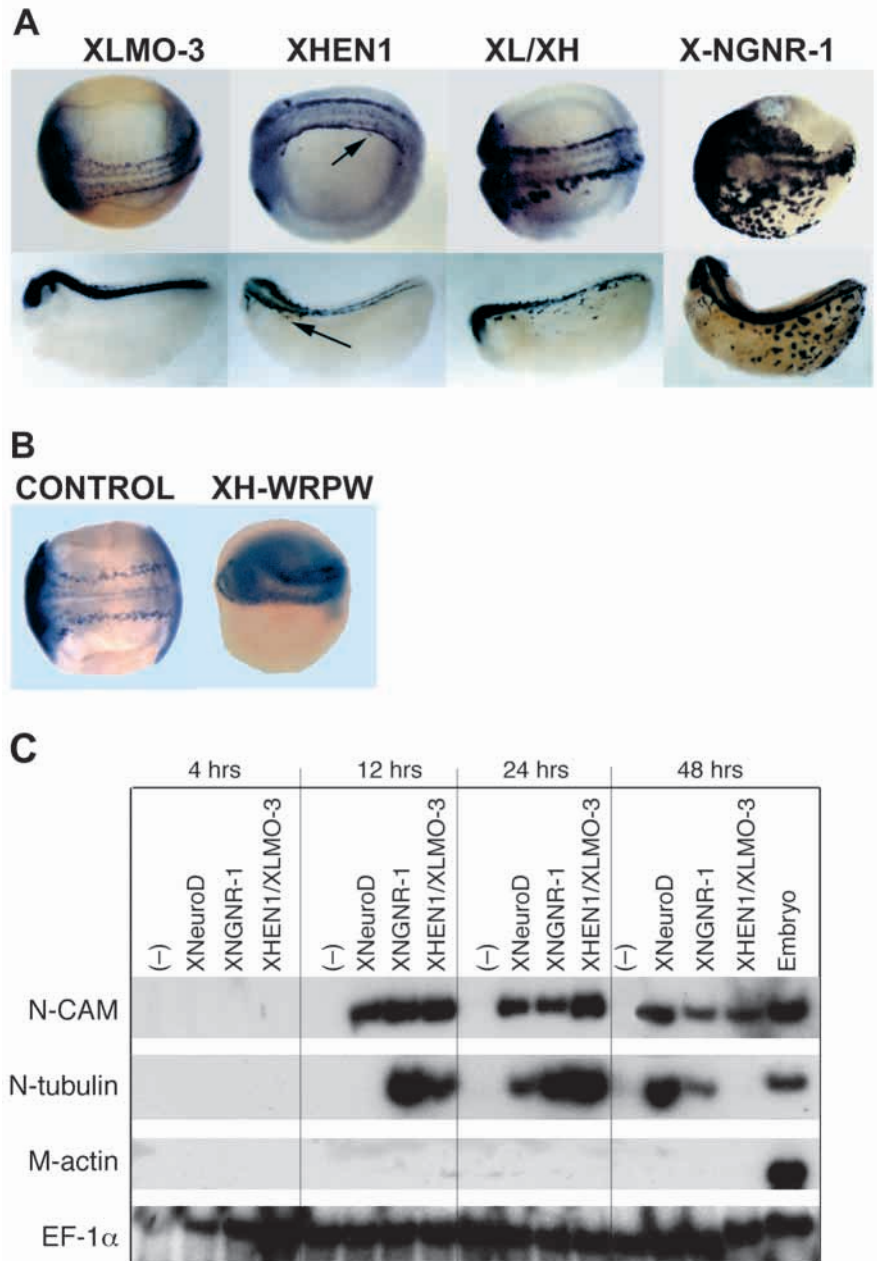 A
XLMO-3 XHEN1 XL/XH X-NGNR-1
B
CONTROL XH-WRPW
C
4 hrs 12 hrs 24 hrs 48 hrs
(–) XNeuroD XNGNR-1 XHEN1/XLMO-3 (–) XNeuroD XNGNR-1 XHEN1/XLMO-3 (–) XNeuroD XNGNR-1 XHEN1/XLMO-3 (–) XNeuroD XNGNR-1 XHEN1/XLMO-3 Embryo
N-CAM
N-tubulin
M-actin
EF-1α